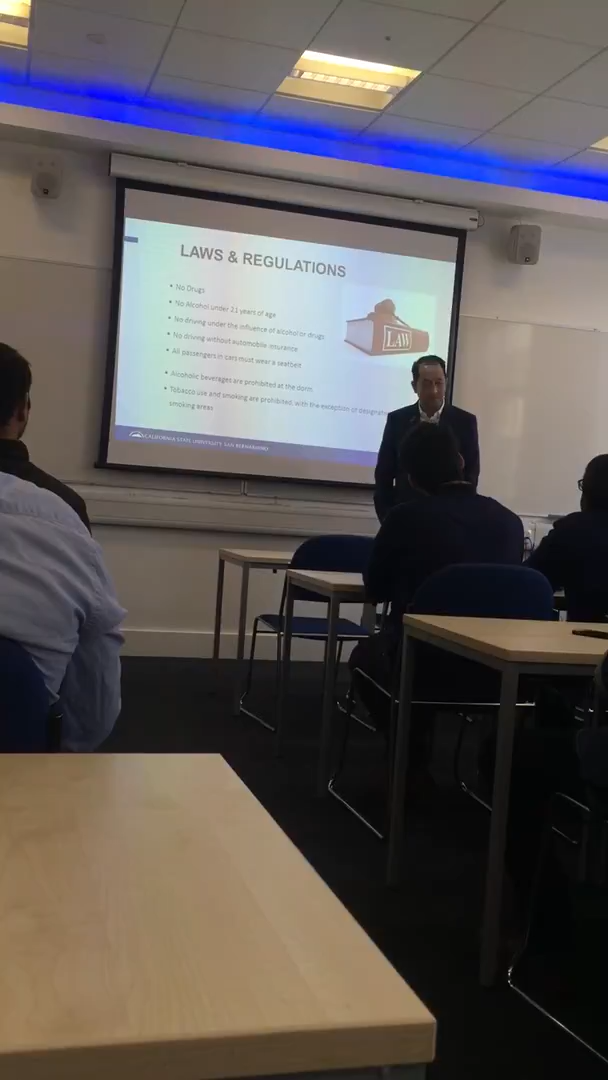 LAWS & REGULATIONS
No Drugs
No Alcohol under 21 years of age
No driving under the influence of alcohol or drugs
No driving without automobile insurance
All passengers in cars must wear a seatbelt
Alcoholic beverages are prohibited at the dorm
Tobacco use and smoking are prohibited, with the exception of designated
smoking areas
LAW
CALIFORNIA STATE UNIVERSITY, SAN BERNARDINO